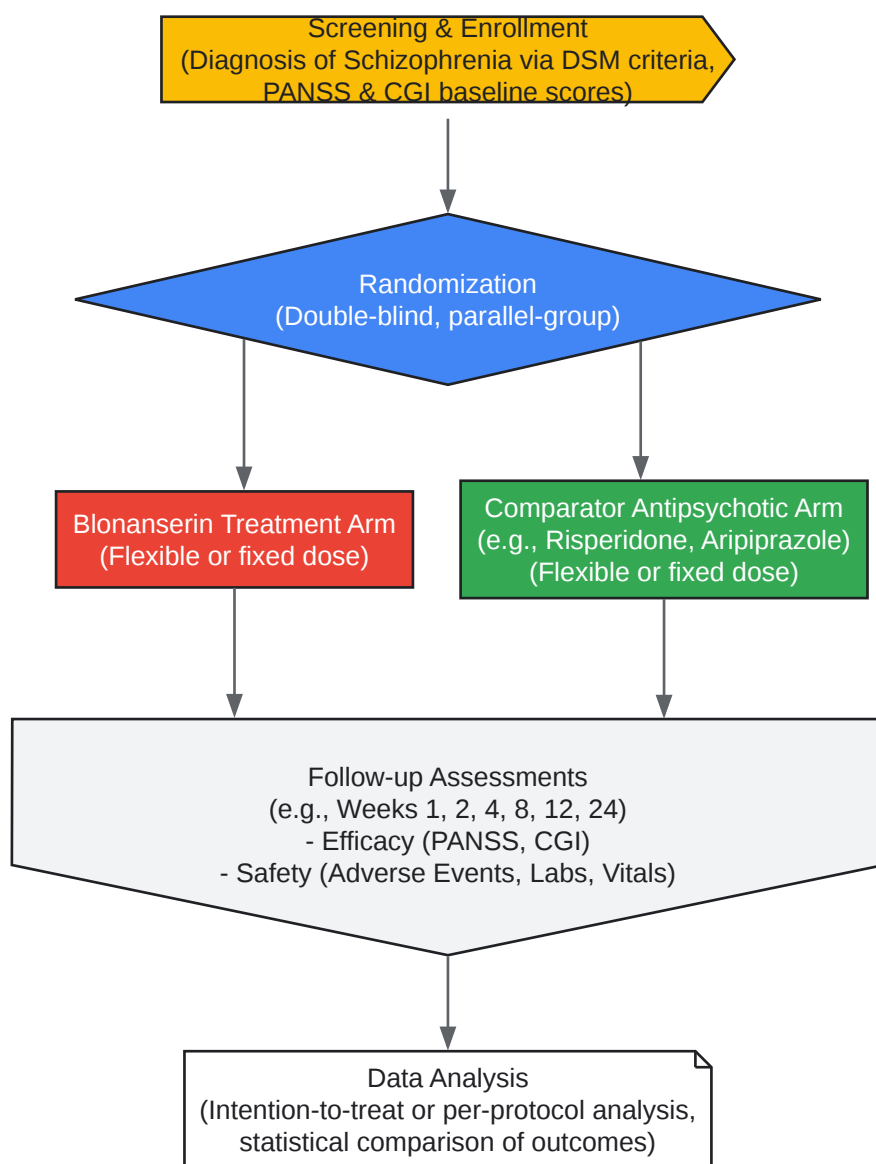 Screening & Enrollment
(Diagnosis of Schizophrenia via DSM criteria,
PANSS & CGI baseline scores)
Randomization
(Double-blind, parallel-group)
Blonanserin Treatment Arm
(Flexible or fixed dose)
Comparator Antipsychotic Arm
(e.g., Risperidone, Aripiprazole)
(Flexible or fixed dose)
Follow-up Assessments
(e.g., Weeks 1, 2, 4, 8, 12, 24)
- Efficacy (PANSS, CGI)
- Safety (Adverse Events, Labs, Vitals)
Data Analysis
(Intention-to-treat or per-protocol analysis,
statistical comparison of outcomes)